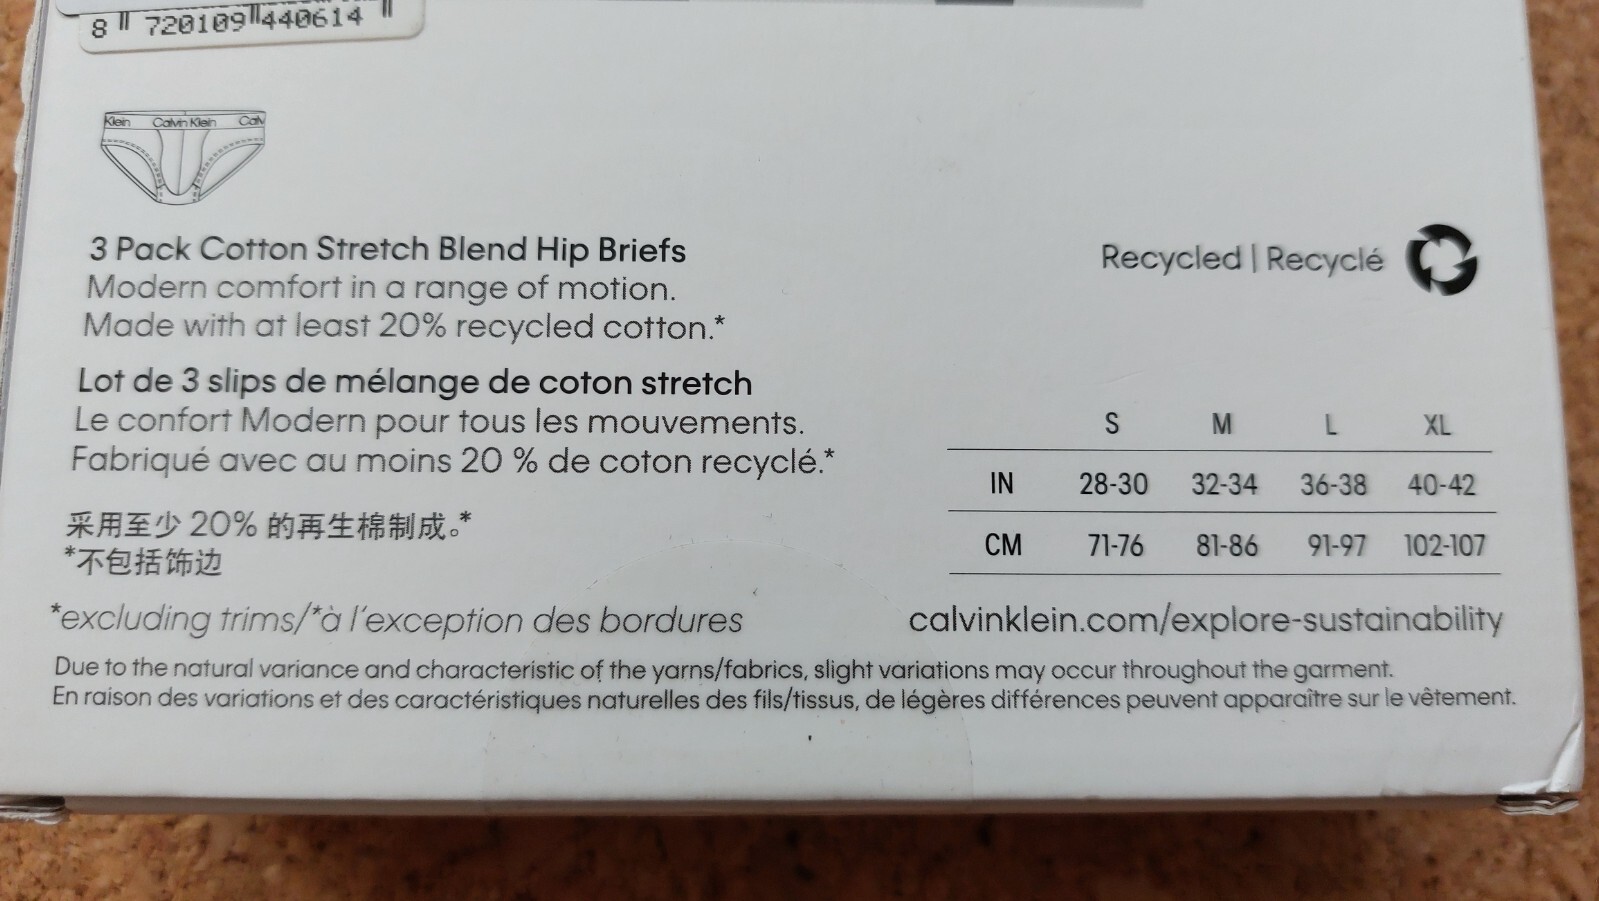 8 720109 440614
Klein Calvin Klein Calv
3 Pack Cotton Stretch Blend Hip Briefs
Modern comfort in a range of motion.
Made with at least 20% recycled cotton.*
Recycled | Recyclé
Lot de 3 slips de mélange de coton stretch
Le confort Modern pour tous les mouvements.
Fabriqué avec au moins 20 % de coton recyclé.*
采用至少 20% 的再生棉制成。*
*不包括饰边
S M L XL
IN 28-30 32-34 36-38 40-42
CM 71-76 81-86 91-97 102-107
*excluding trims/*à l'exception des bordures
calvinklein.com/explore-sustainability
Due to the natural variance and characteristic of the yarns/fabrics, slight variations may occur throughout the garment.
En raison des variations et des caractéristiques naturelles des fils/tissus, de légères différences peuvent apparaître sur le vêtement.